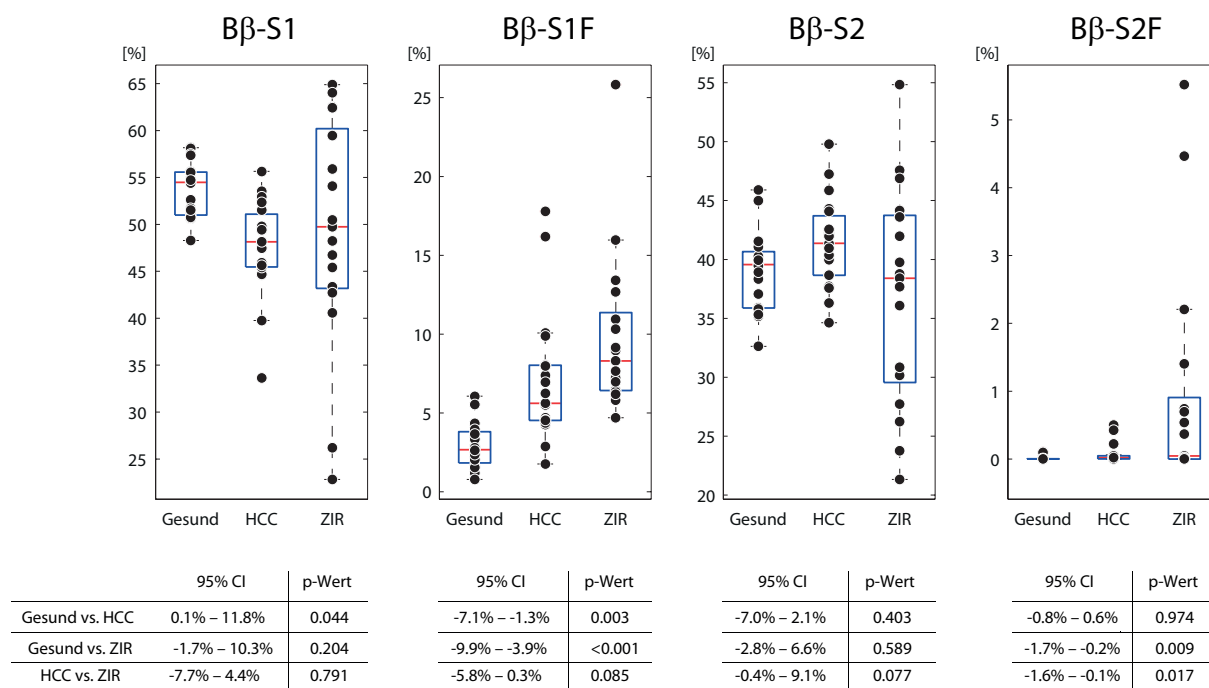 Bβ-S1 Bβ-S1F Bβ-S2 Bβ-S2F
[%] [%] [%] [%]
65
60
55
50
45
40
35
30
25
Gesund HCC ZIR
25
20
15
10
5
0
Gesund HCC ZIR
55
50
45
40
35
30
25
20
Gesund HCC ZIR
5
4
3
2
1
0
Gesund HCC ZIR
95% CI p-Wert 95% CI p-Wert 95% CI p-Wert 95% CI p-Wert
Gesund vs. HCC 0.1% – 11.8% 0.044 -7.1% – -1.3% 0.003 -7.0% – 2.1% 0.403 -0.8% – 0.6% 0.974
Gesund vs. ZIR -1.7% – 10.3% 0.204 -9.9% – -3.9% <0.001 -2.8% – 6.6% 0.589 -1.7% – -0.2% 0.009
HCC vs. ZIR -7.7% – 4.4% 0.791 -5.8% – 0.3% 0.085 -0.4% – 9.1% 0.077 -1.6% – -0.1% 0.017